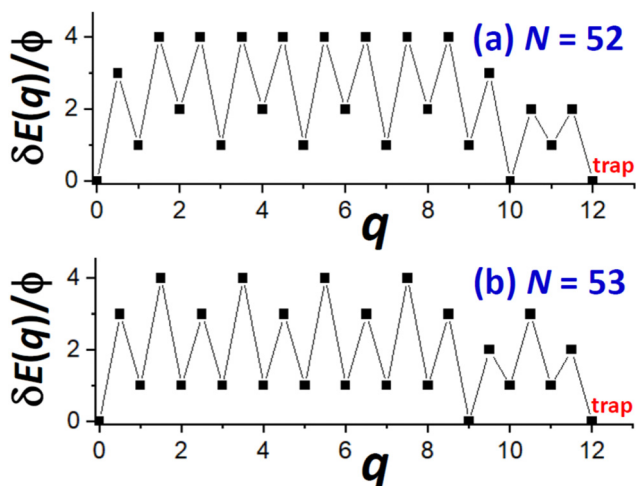 (a) N = 52
δE(q)/ϕ
4
2
0
trap
0 2 4 6 8 10 12
q
(b) N = 53
δE(q)/ϕ
4
2
0
trap
0 2 4 6 8 10 12
q